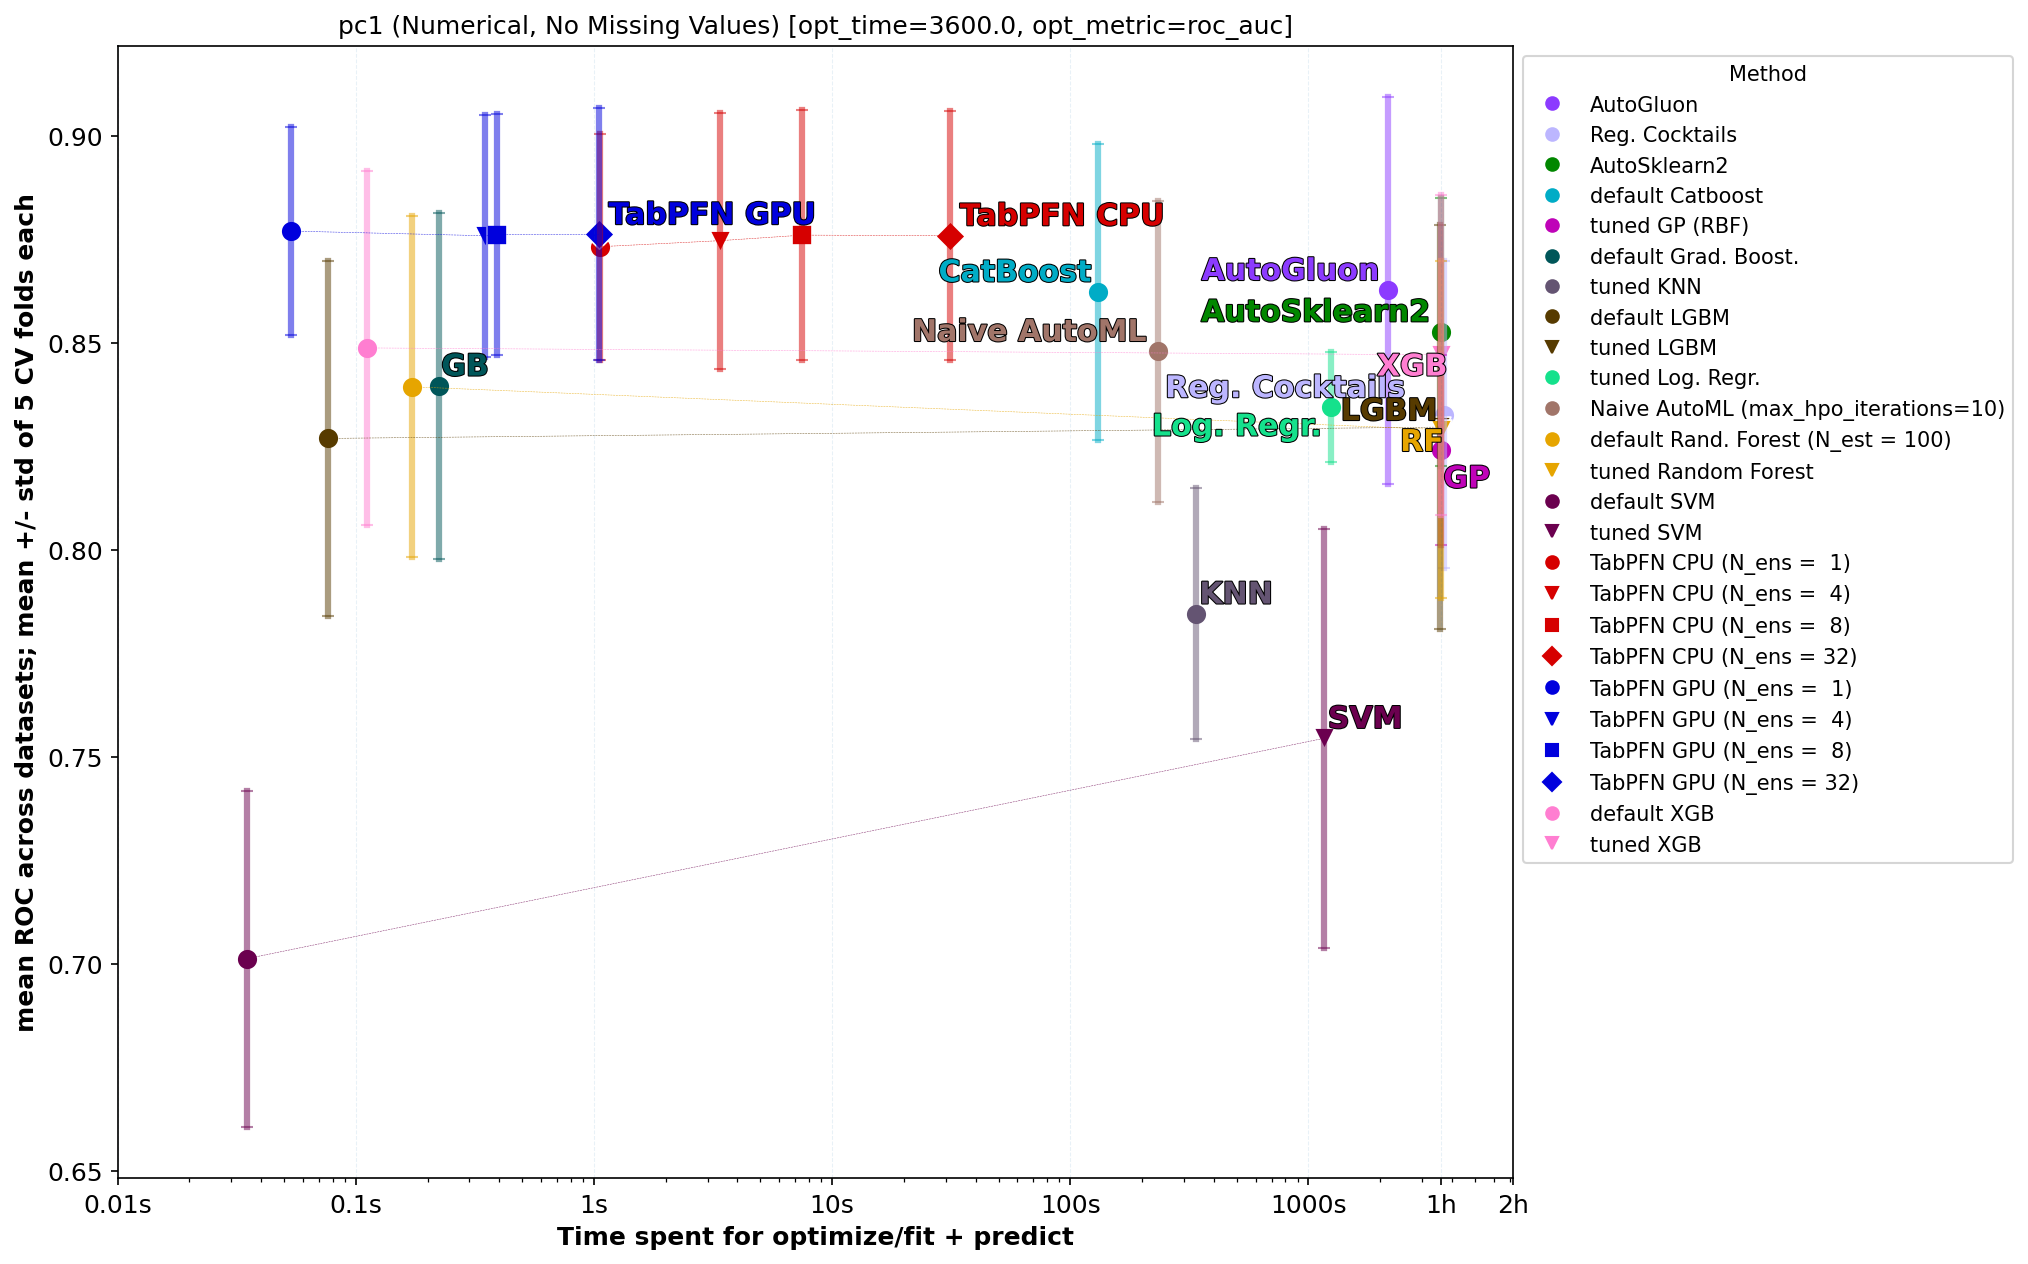 pc1 (Numerical, No Missing Values) [opt_time=3600.0, opt_metric=roc_auc]
mean ROC across datasets; mean +/- std of 5 CV folds each
0.90
0.85
0.80
0.75
0.70
0.65
TabPFN GPU
TabPFN CPU
CatBoost
AutoGluon
AutoSklearn2
Naive AutoML
GB
XGB
Reg. Cocktails
LGBM
Log. Regr.
RF
GP
KNN
SVM
0.01s
0.1s
1s
10s
100s
1000s
1h
2h
Time spent for optimize/fit + predict
Method
AutoGluon
Reg. Cocktails
AutoSklearn2
default Catboost
tuned GP (RBF)
default Grad. Boost.
tuned KNN
default LGBM
tuned LGBM
tuned Log. Regr.
Naive AutoML (max_hpo_iterations=10)
default Rand. Forest (N_est = 100)
tuned Random Forest
default SVM
tuned SVM
TabPFN CPU (N_ens =  1)
TabPFN CPU (N_ens =  4)
TabPFN CPU (N_ens =  8)
TabPFN CPU (N_ens = 32)
TabPFN GPU (N_ens =  1)
TabPFN GPU (N_ens =  4)
TabPFN GPU (N_ens =  8)
TabPFN GPU (N_ens = 32)
default XGB
tuned XGB